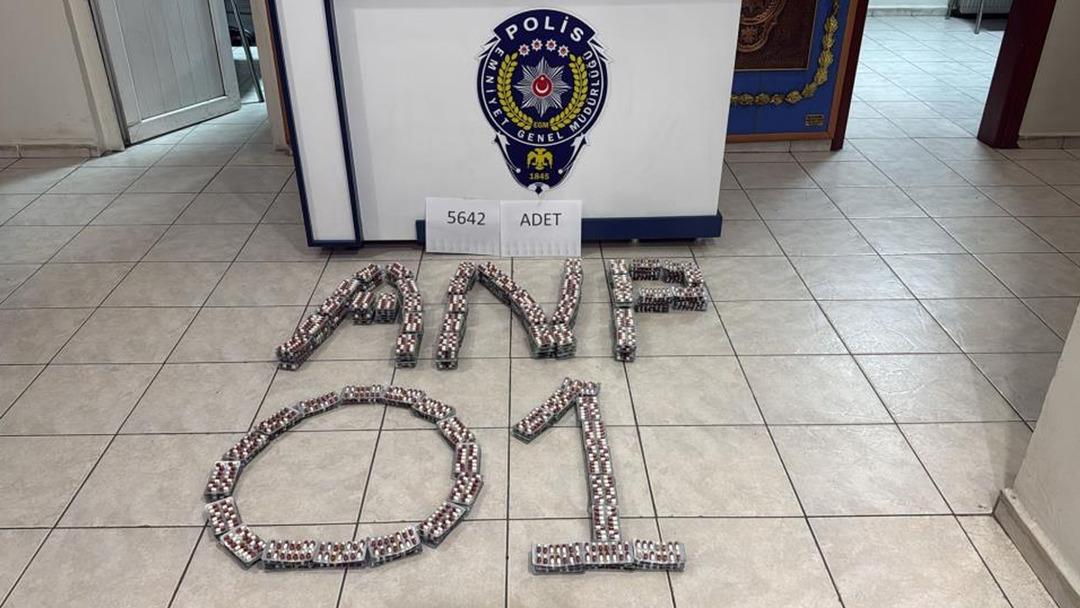 POLİS
EMNİYET GENEL MÜDÜRLÜĞÜ
EGM
1845
5642 ADET
ANP
01